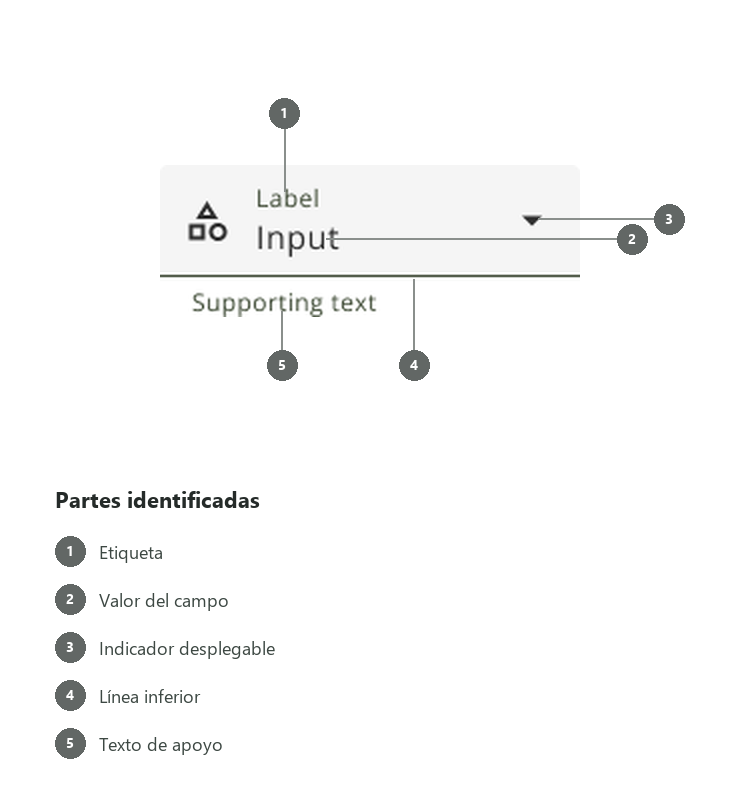 1
Label
Input
3
2
Supporting text
5
4
Partes identificadas
1 Etiqueta
2 Valor del campo
3 Indicador desplegable
4 Línea inferior
5 Texto de apoyo